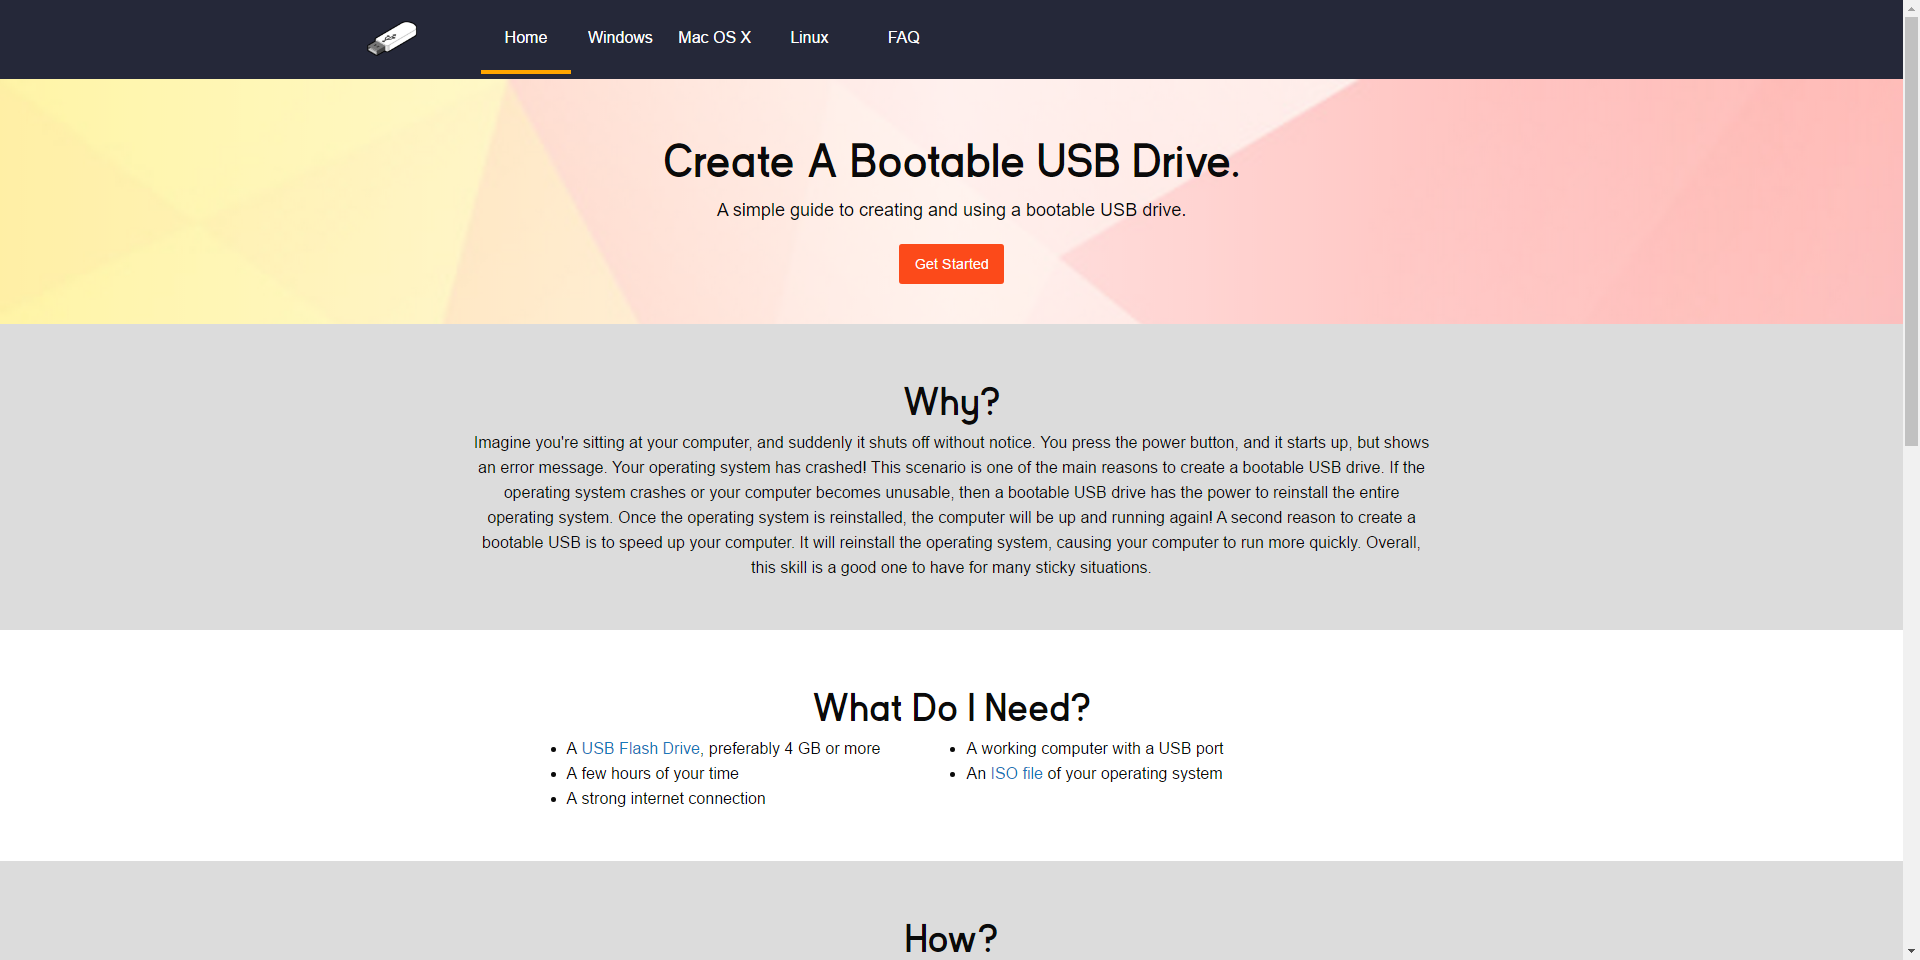 Home Windows Mac OS X Linux FAQ
Create A Bootable USB Drive.
A simple guide to creating and using a bootable USB drive.
Get Started
Why?
Imagine you're sitting at your computer, and suddenly it shuts off without notice. You press the power button, and it starts up, but shows
an error message. Your operating system has crashed! This scenario is one of the main reasons to create a bootable USB drive. If the
operating system crashes or your computer becomes unusable, then a bootable USB drive has the power to reinstall the entire
operating system. Once the operating system is reinstalled, the computer will be up and running again! A second reason to create a
bootable USB is to speed up your computer. It will reinstall the operating system, causing your computer to run more quickly. Overall,
this skill is a good one to have for many sticky situations.
What Do I Need?
A USB Flash Drive, preferably 4 GB or more
A few hours of your time
A strong internet connection
A working computer with a USB port
An ISO file of your operating system
How?